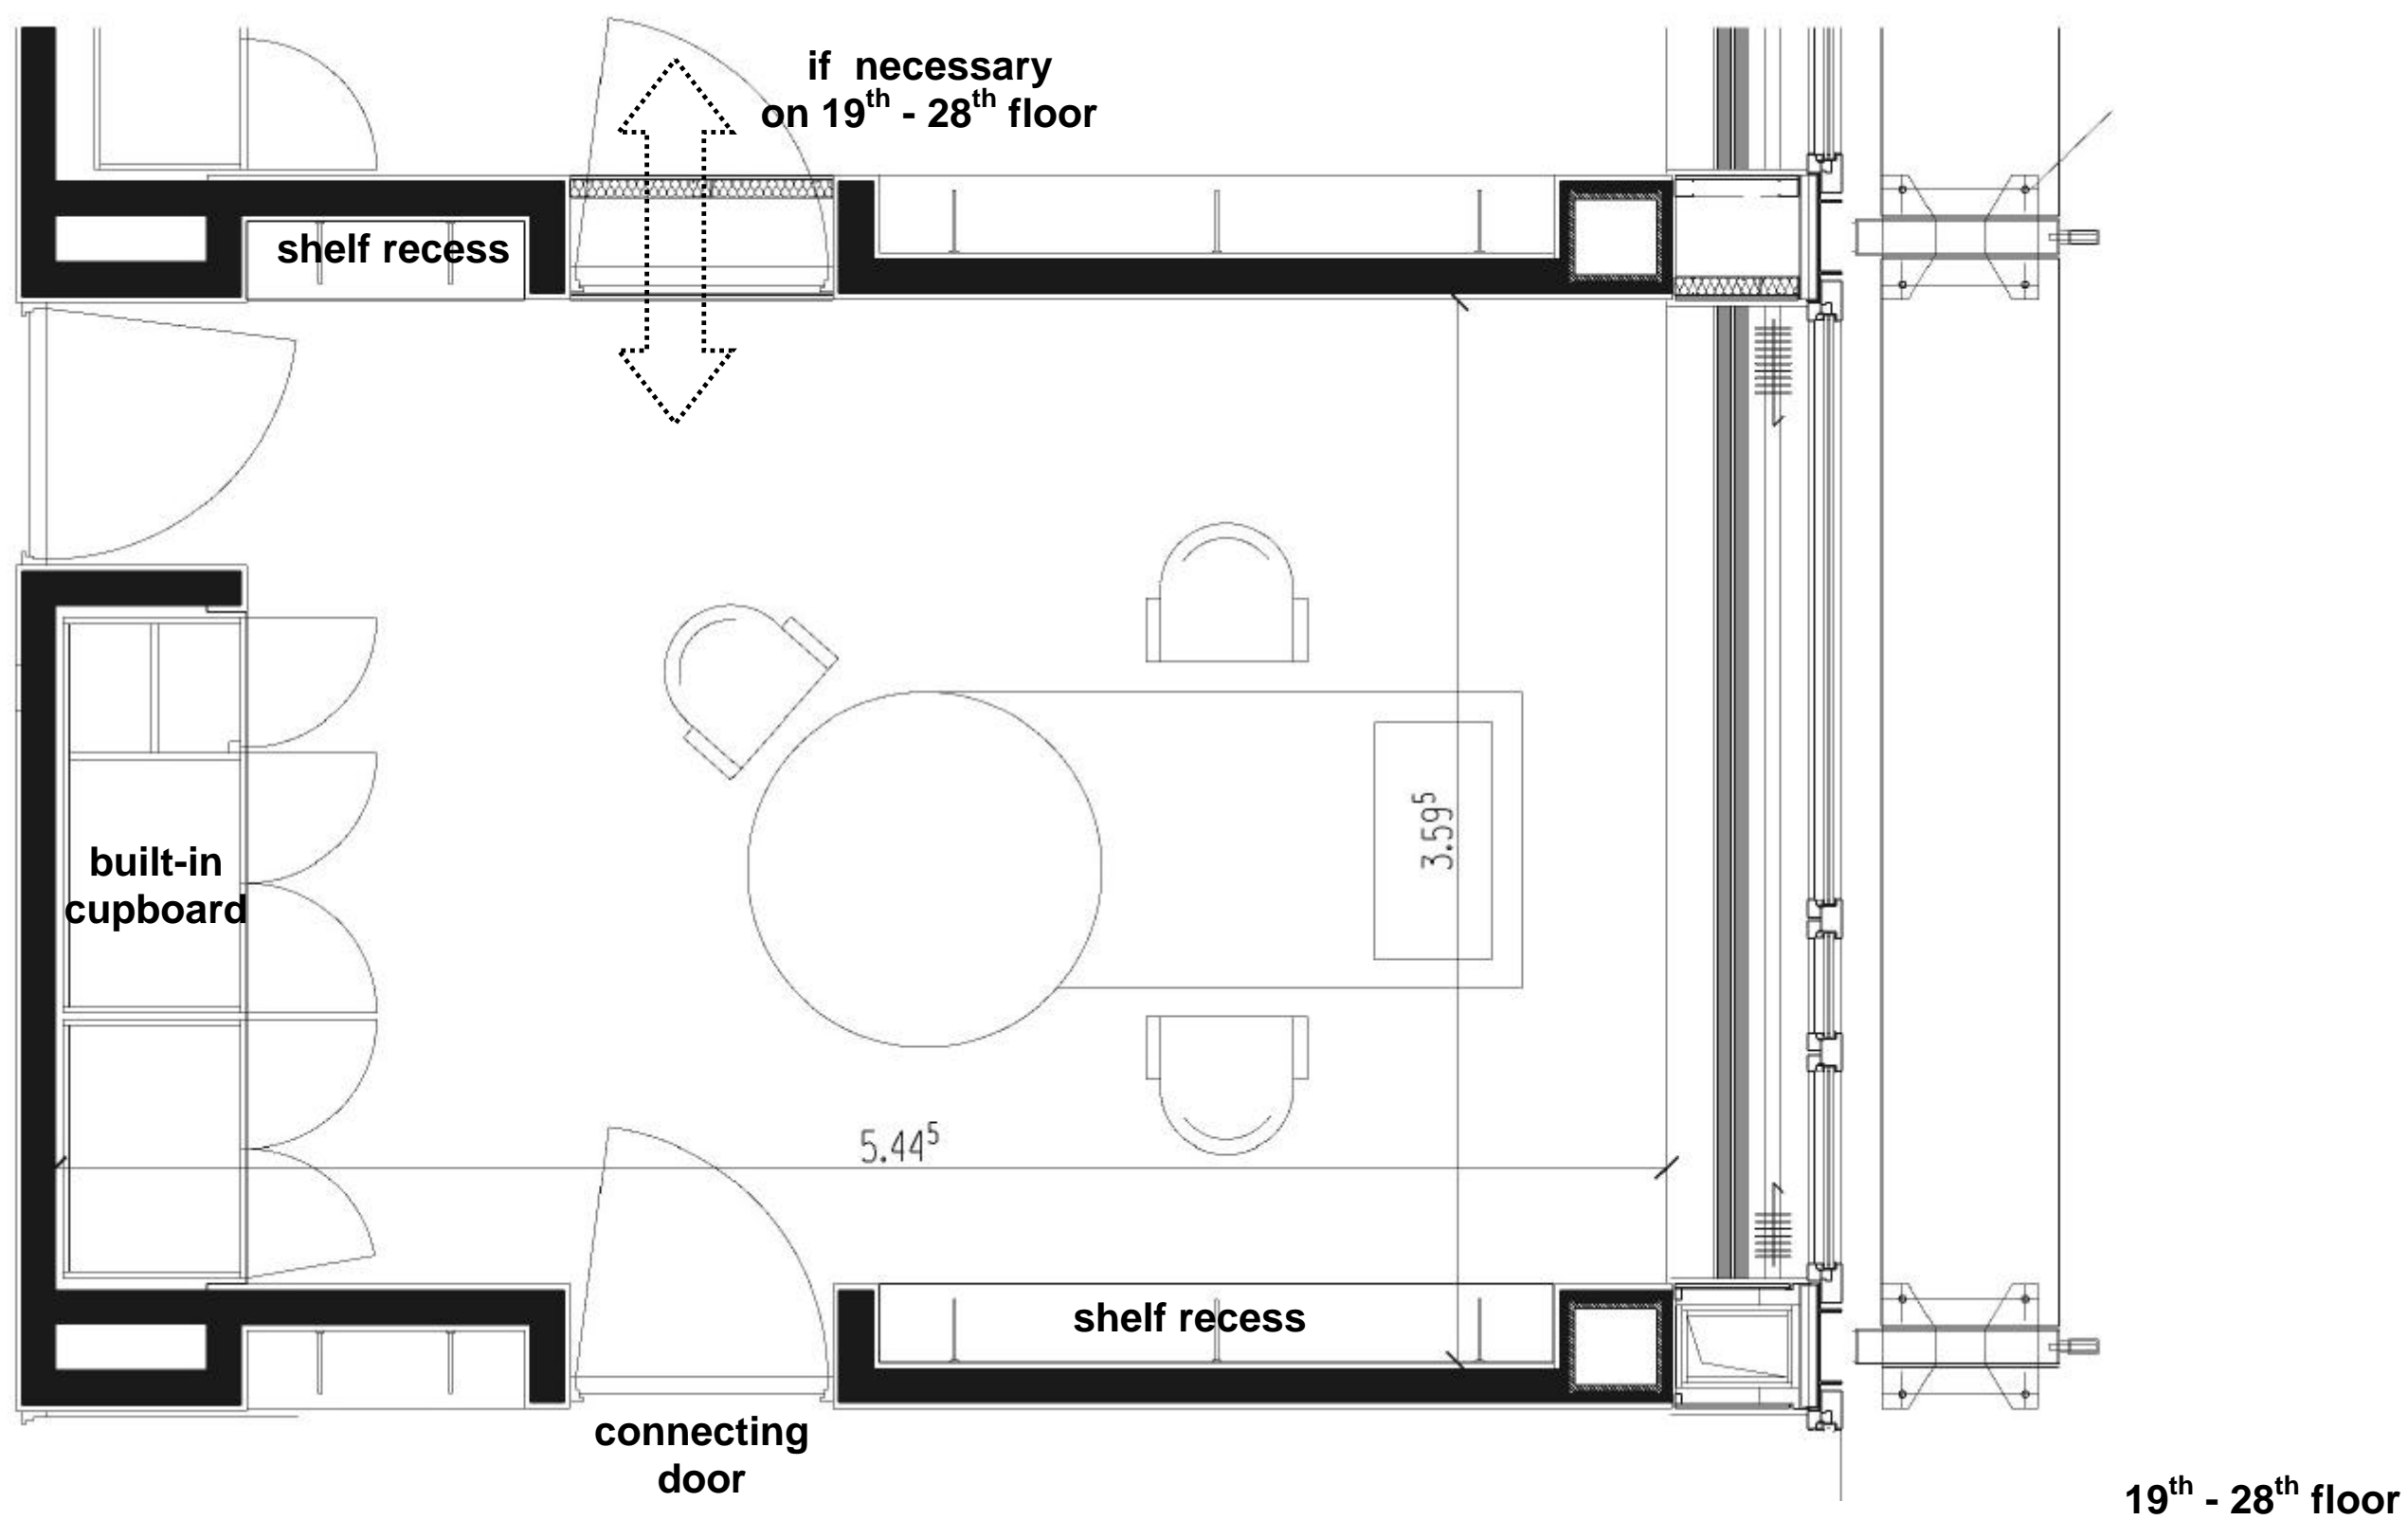 if necessary
on 19th - 28th floor
shelf recess
3.59⁵
built-in
cupboard
5.44⁵
shelf recess
connecting
door
19th - 28th floor